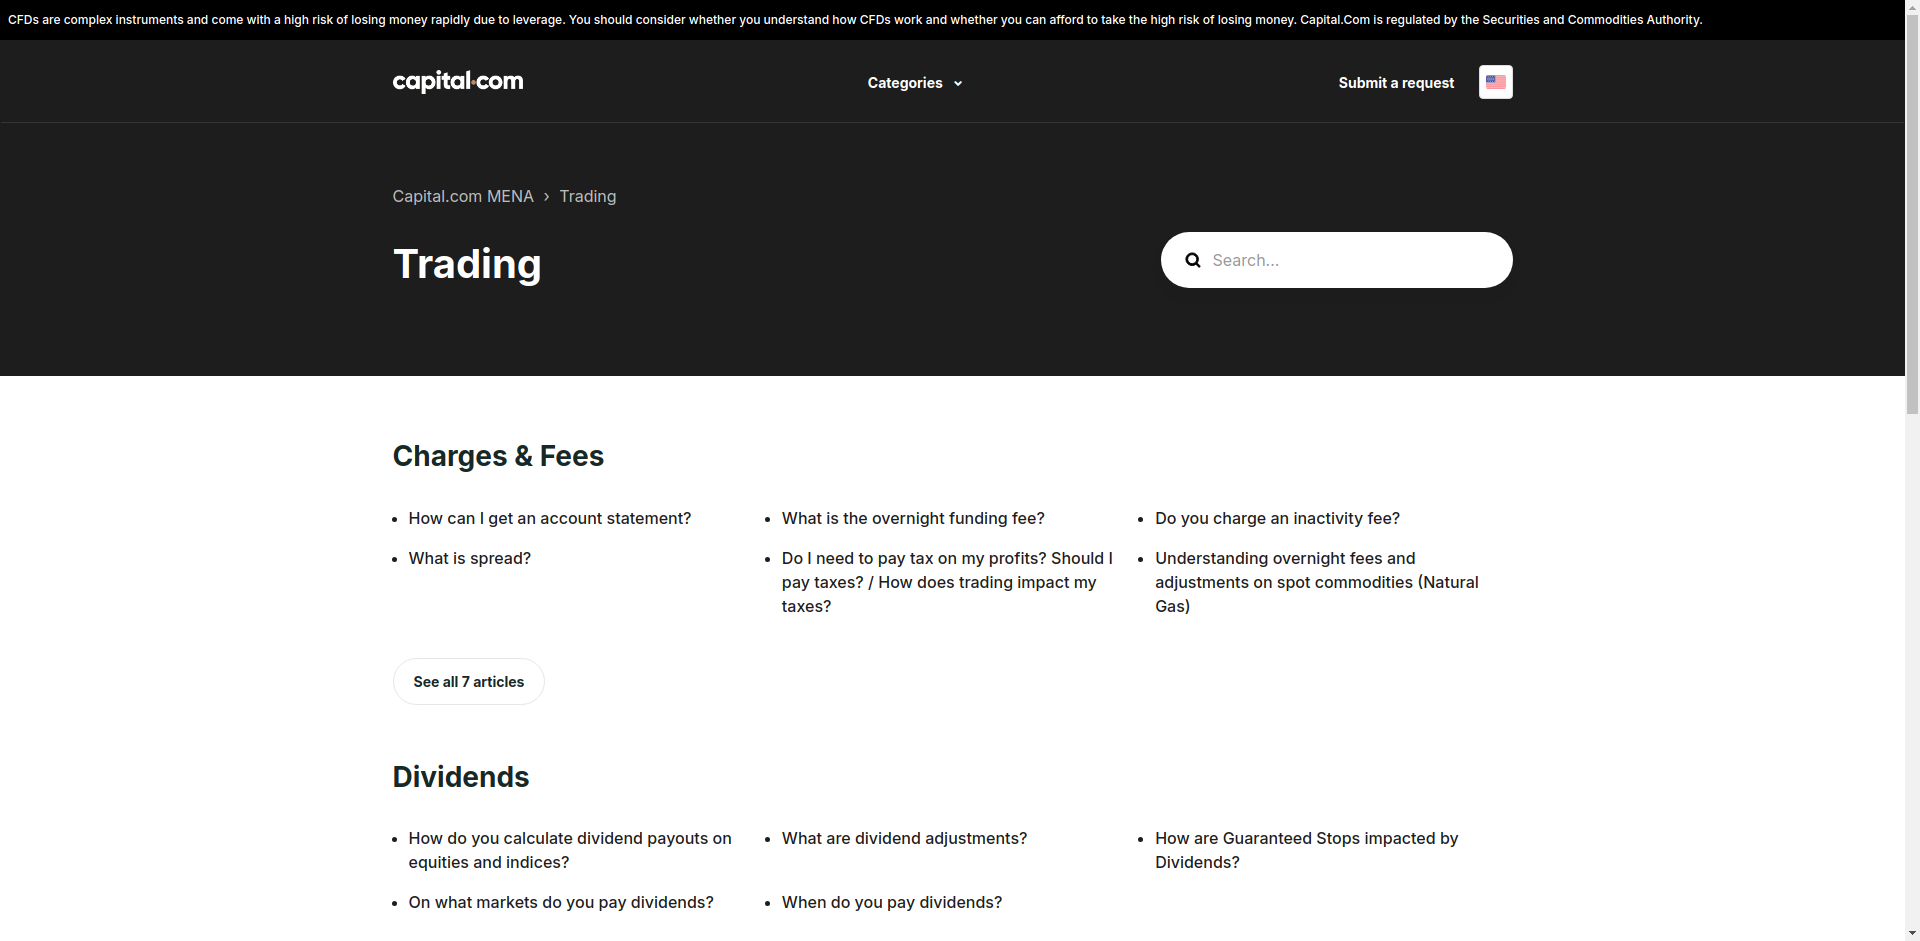 CFDs are complex instruments and come with a high risk of losing money rapidly due to leverage. You should consider whether you understand how CFDs work and whether you can afford to take the high risk of losing money. Capital.Com is regulated by the Securities and Commodities Authority.
capital.com
Categories
Submit a request
Capital.com MENA › Trading
Trading
Search...
Charges & Fees
How can I get an account statement?
What is the overnight funding fee?
Do you charge an inactivity fee?
What is spread?
Do I need to pay tax on my profits? Should I
pay taxes? / How does trading impact my
taxes?
Understanding overnight fees and
adjustments on spot commodities (Natural
Gas)
See all 7 articles
Dividends
How do you calculate dividend payouts on
equities and indices?
What are dividend adjustments?
How are Guaranteed Stops impacted by
Dividends?
On what markets do you pay dividends?
When do you pay dividends?